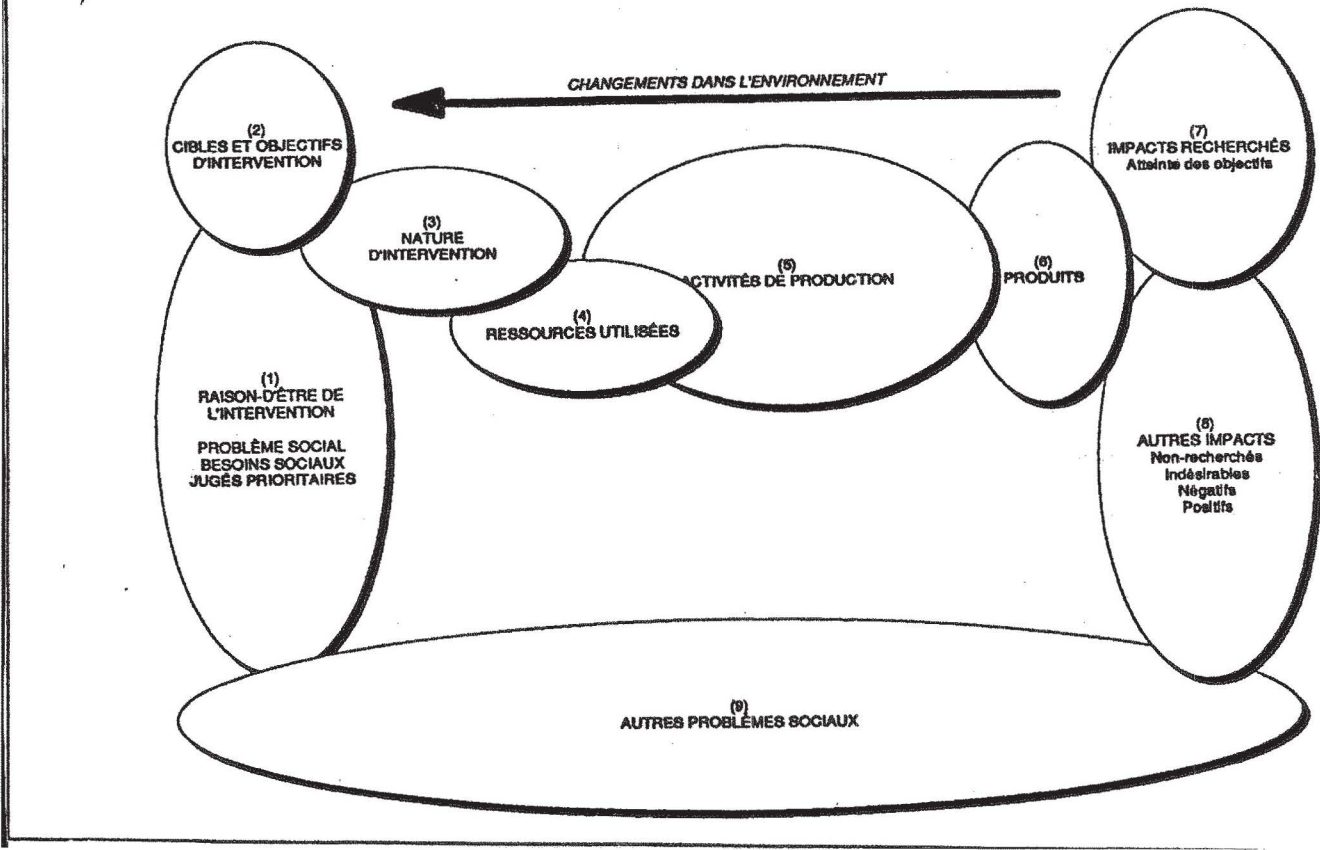 CHANGEMENTS DANS L'ENVIRONNEMENT
(2)
CIBLES ET OBJECTIFS
D'INTERVENTION
(7)
IMPACTS RECHERCHÉS
Atteinte des objectifs
(3)
NATURE
D'INTERVENTION
(5)
ACTIVITÉS DE PRODUCTION
(6)
PRODUITS
(4)
RESSOURCES UTILISÉES
(1)
RAISON-D'ÊTRE DE
L'INTERVENTION
PROBLÈME SOCIAL
BESOINS SOCIAUX
JUGÉS PRIORITAIRES
(8)
AUTRES IMPACTS
Non-recherchés
Indésirables
Négatifs
Positifs
(9)
AUTRES PROBLÈMES SOCIAUX